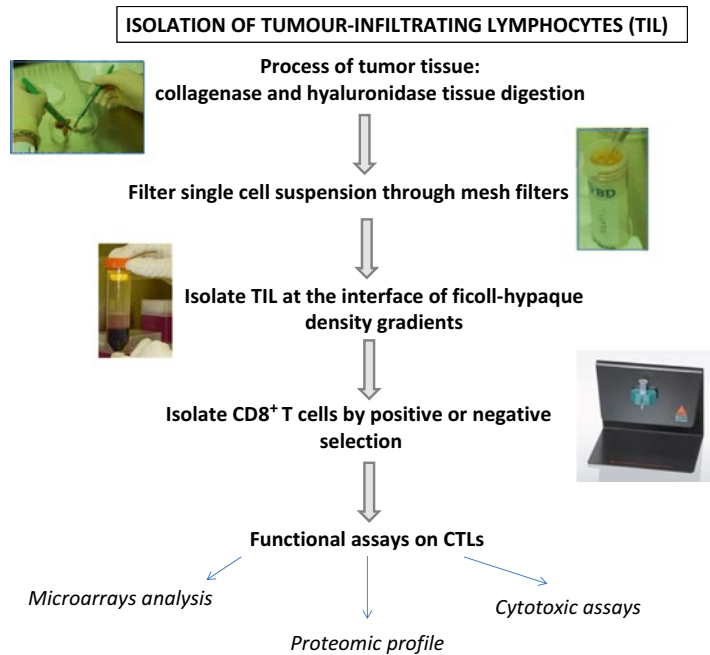 ISOLATION OF TUMOUR-INFILTRATING LYMPHOCYTES (TIL)
Process of tumor tissue:
collagenase and hyaluronidase tissue digestion
Filter single cell suspension through mesh filters
Isolate TIL at the interface of ficoll-hypaque
density gradients
Isolate CD8⁺ T cells by positive or negative
selection
Functional assays on CTLs
Microarrays analysis
Cytotoxic assays
Proteomic profile